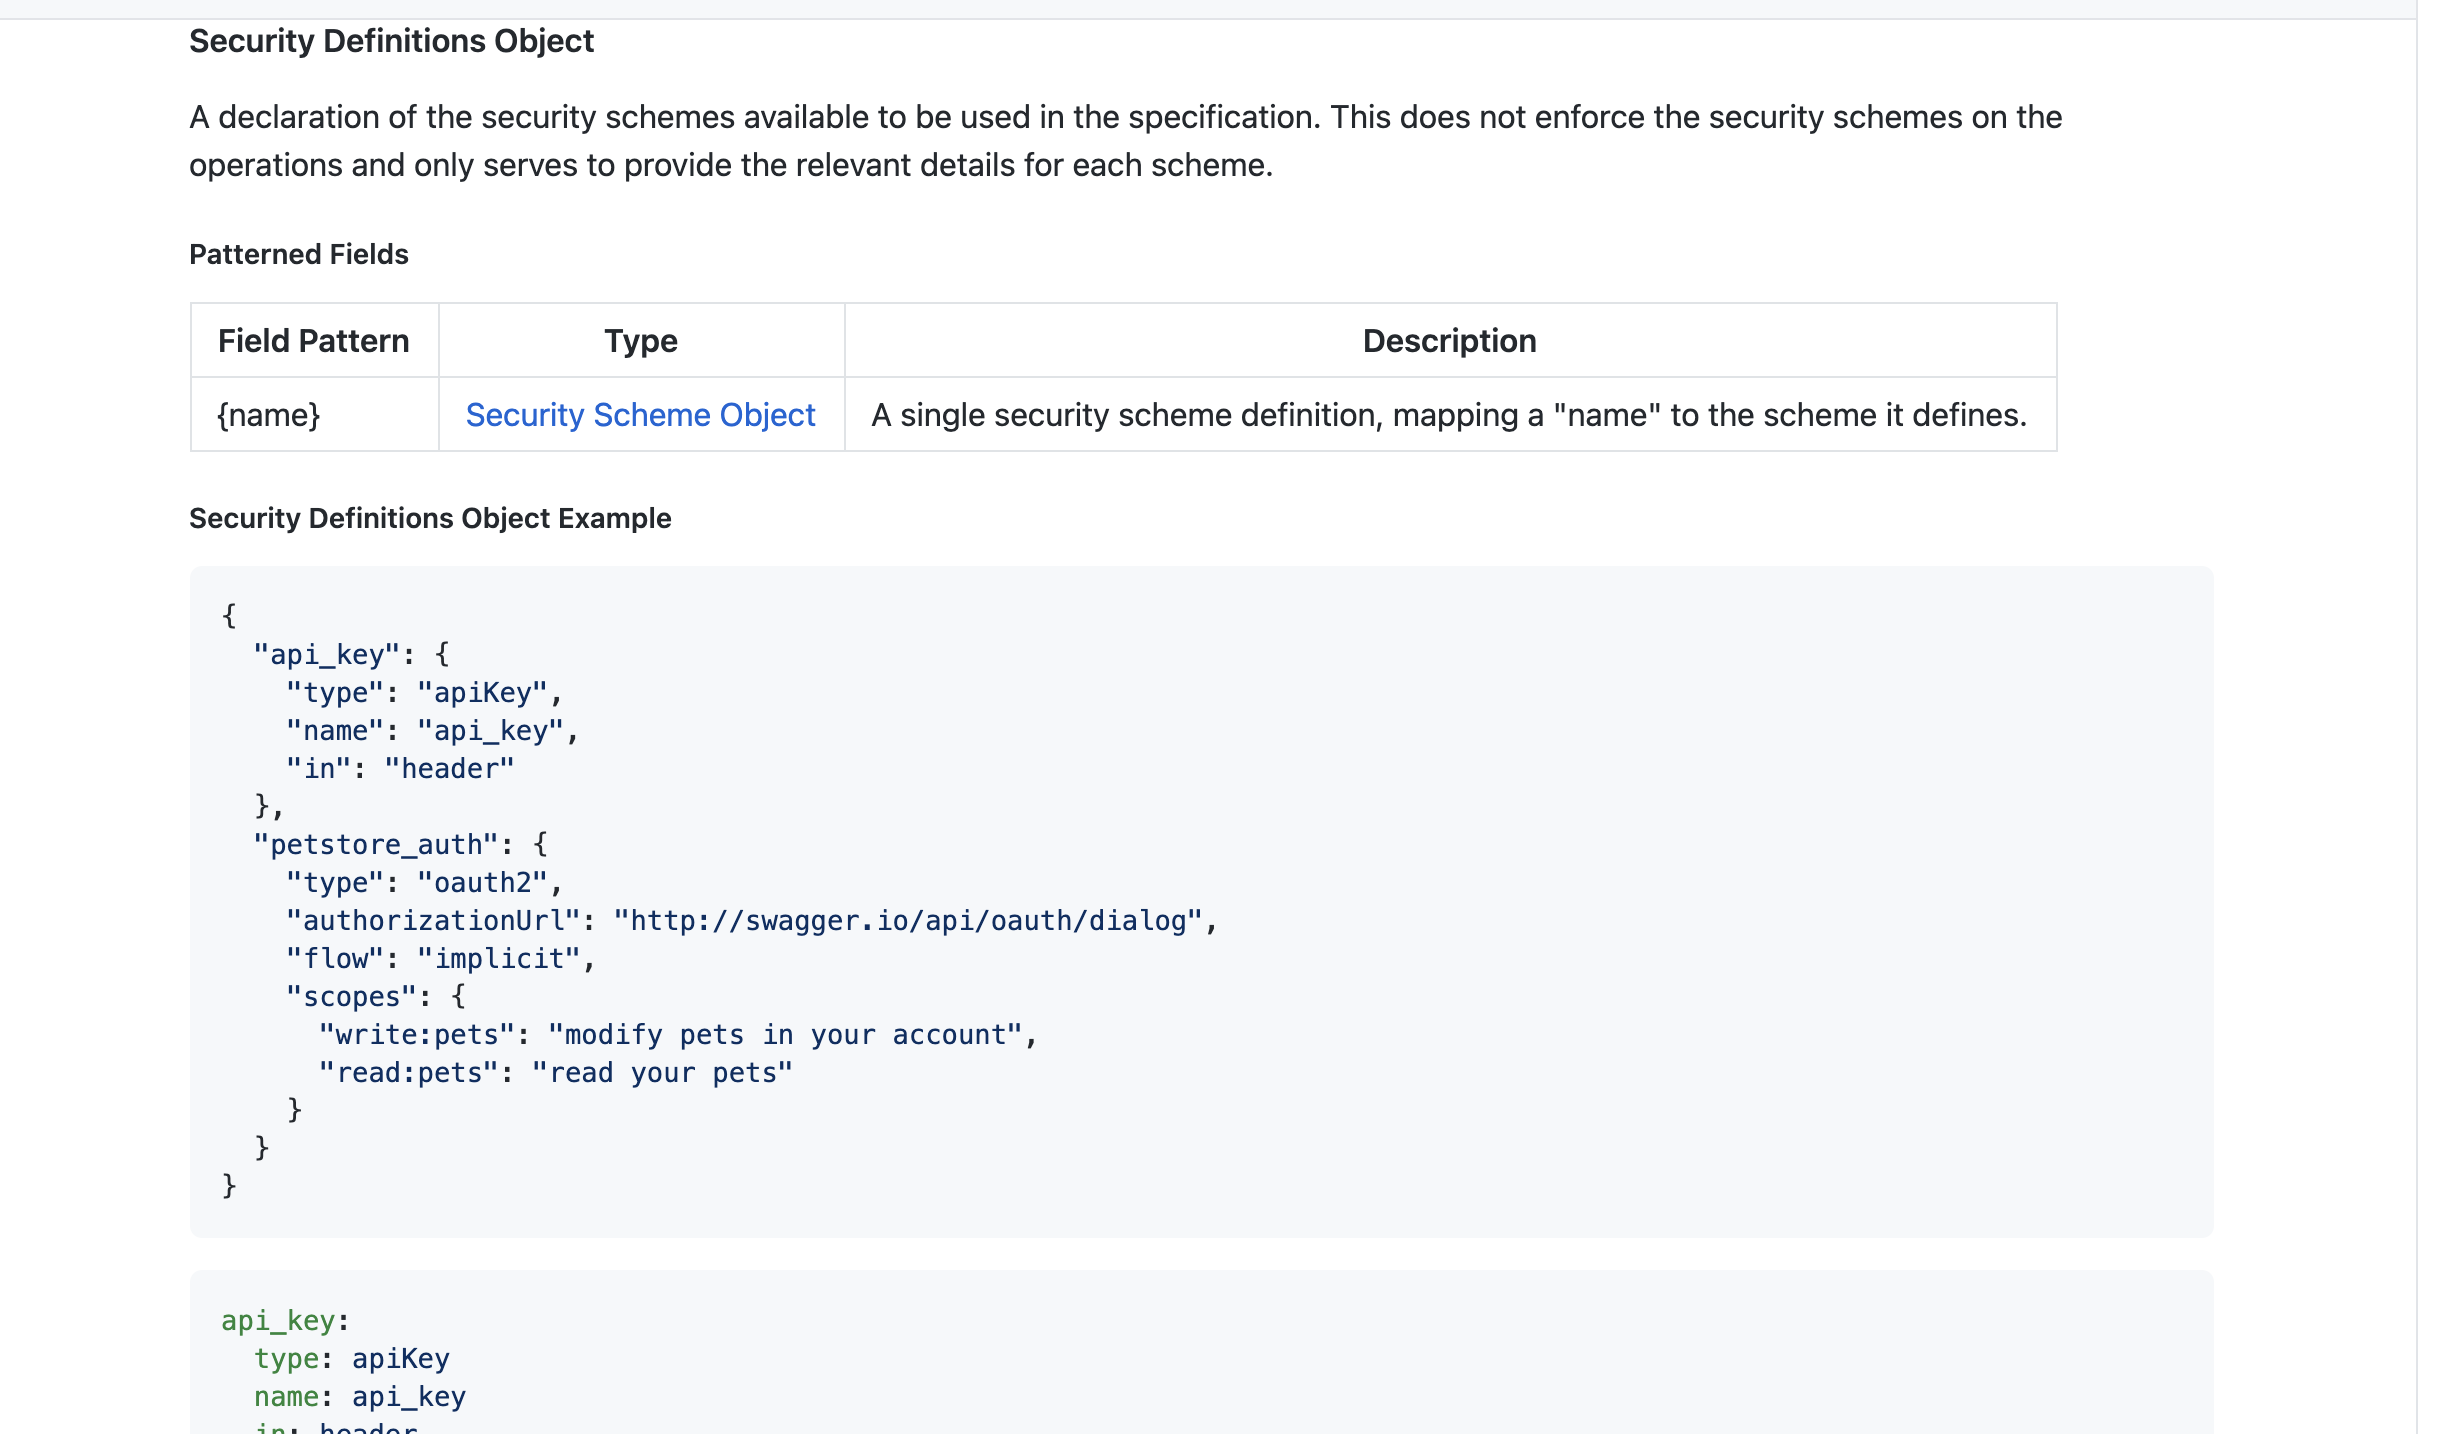 Security Definitions Object
A declaration of the security schemes available to be used in the specification. This does not enforce the security schemes on the
operations and only serves to provide the relevant details for each scheme.
Patterned Fields
Field Pattern Type Description
{name} Security Scheme Object A single security scheme definition, mapping a "name" to the scheme it defines.
Security Definitions Object Example
{
  "api_key": {
    "type": "apiKey",
    "name": "api_key",
    "in": "header"
  },
  "petstore_auth": {
    "type": "oauth2",
    "authorizationUrl": "http://swagger.io/api/oauth/dialog",
    "flow": "implicit",
    "scopes": {
      "write:pets": "modify pets in your account",
      "read:pets": "read your pets"
    }
  }
}
api_key:
  type: apiKey
  name: api_key
  in: header